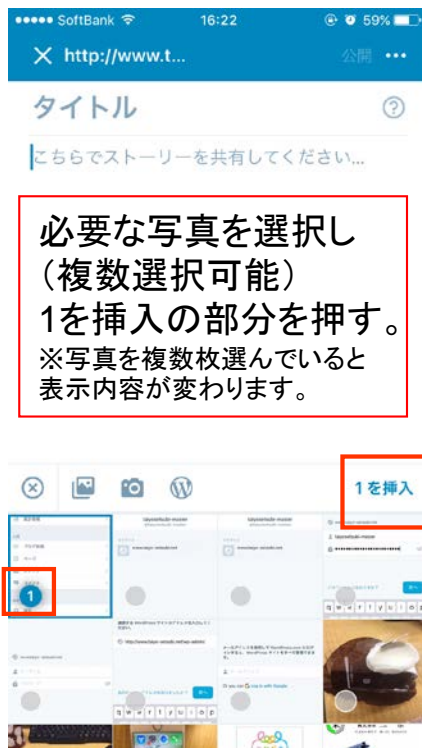 SoftBank 16:22 59%
http://www.t... 公開
タイトル
こちらでストーリーを共有してください...
必要な写真を選択し
（複数選択可能）
1を挿入の部分を押す。
※写真を複数枚選んでいると
表示内容が変わります。
1 を挿入
1
q w e r t y u i o p
q w e r t y u i o p